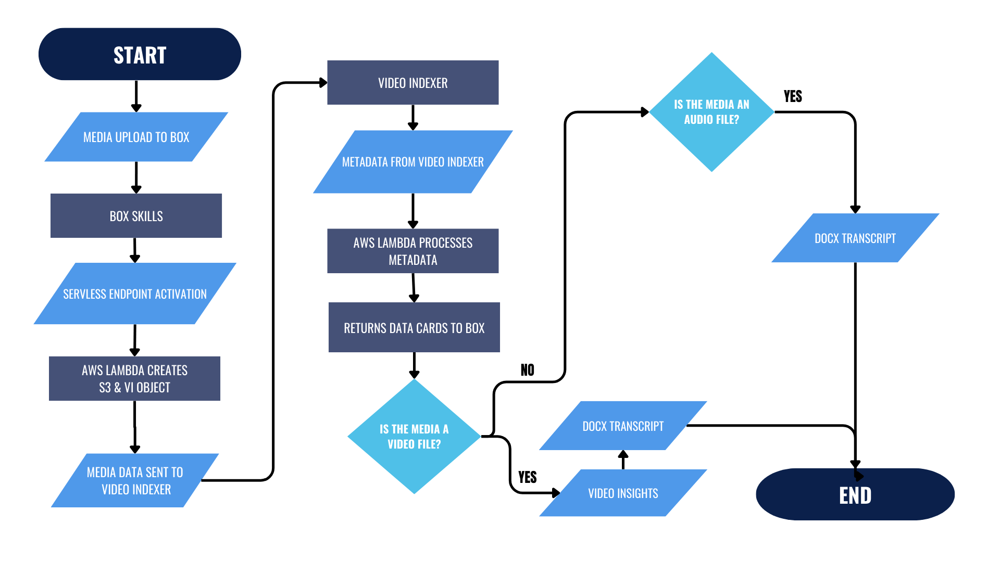 START
MEDIA UPLOAD TO BOX
BOX SKILLS
SERVLESS ENDPOINT ACTIVATION
AWS LAMBDA CREATES
S3 & VI OBJECT
MEDIA DATA SENT TO
VIDEO INDEXER
VIDEO INDEXER
METADATA FROM VIDEO INDEXER
AWS LAMBDA PROCESSES
METADATA
RETURNS DATA CARDS TO BOX
IS THE MEDIA A
VIDEO FILE?
NO
YES
VIDEO INSIGHTS
DOCX TRANSCRIPT
IS THE MEDIA AN
AUDIO FILE?
YES
DOCX TRANSCRIPT
END